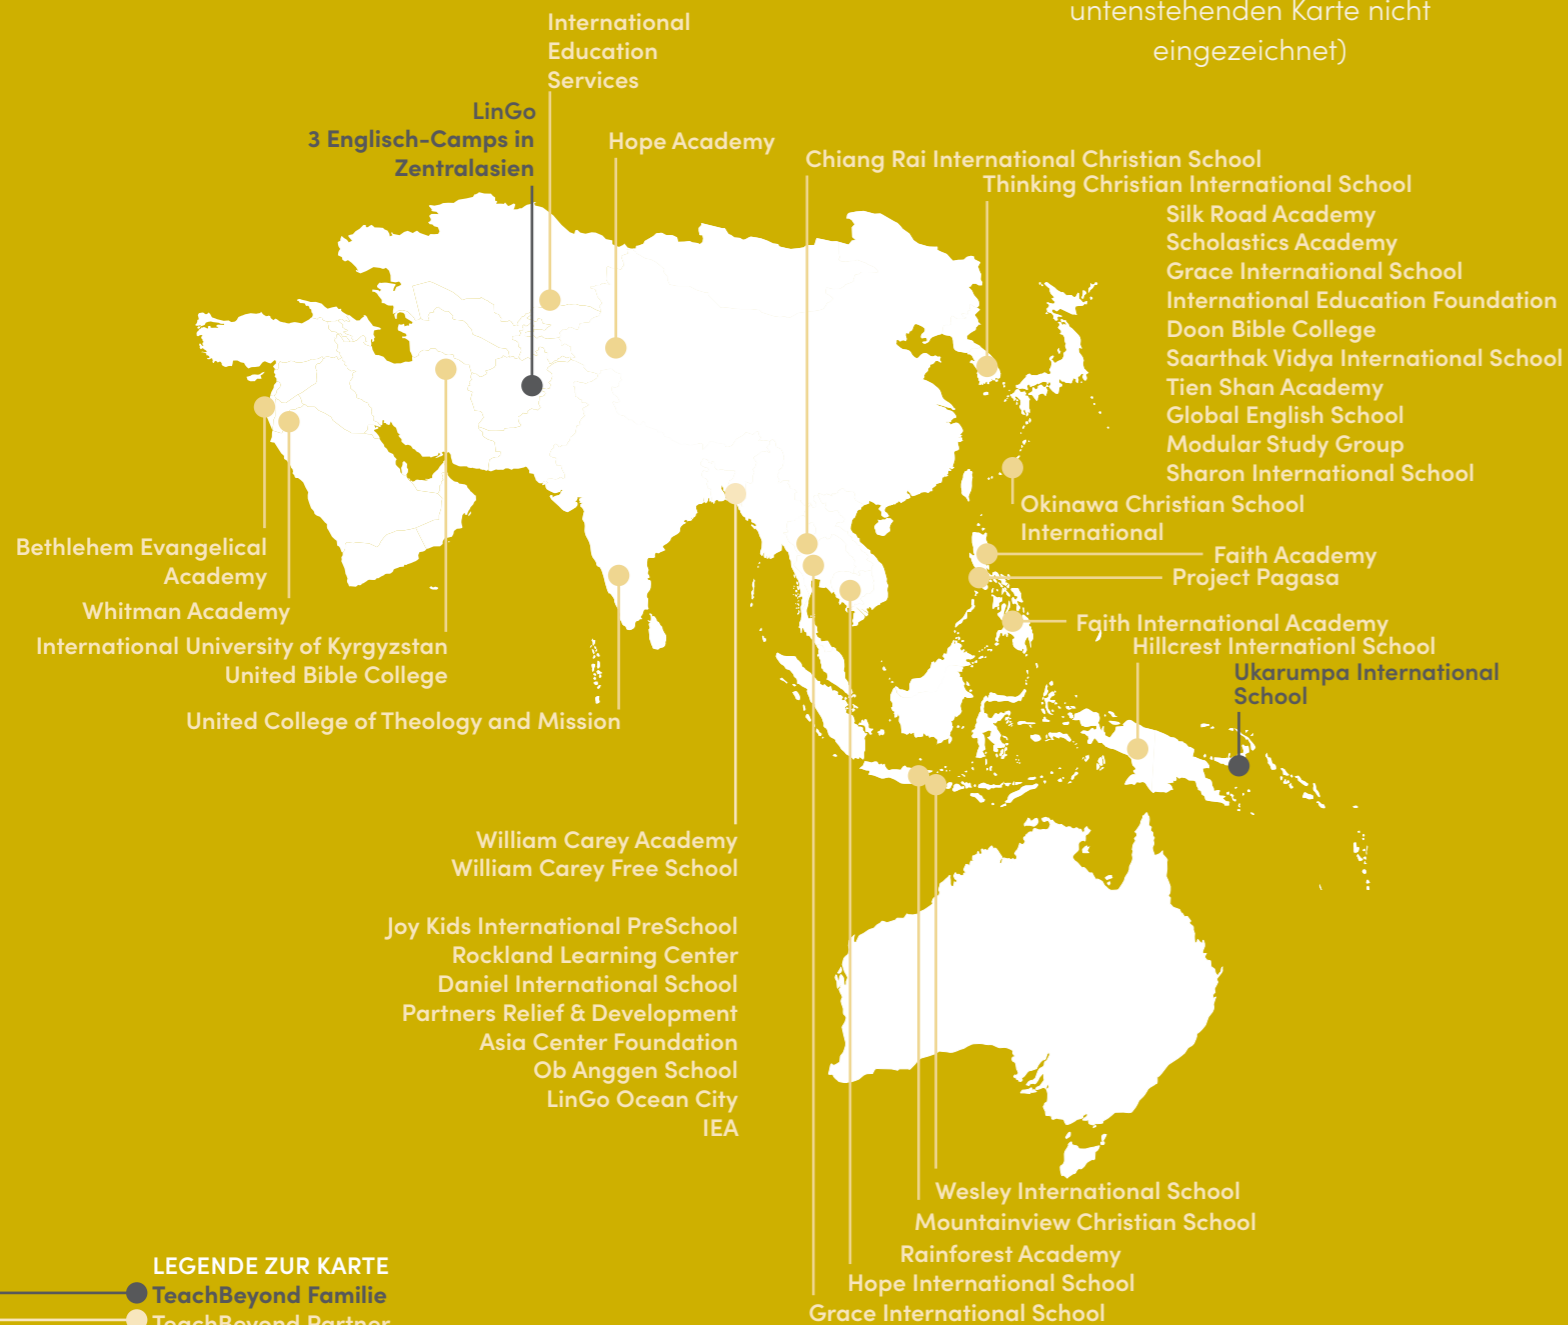 untenstehenden Karte nicht
eingezeichnet)
International
Education
Services
LinGo
3 Englisch-Camps in
Zentralasien
Hope Academy
Chiang Rai International Christian School
Thinking Christian International School
Silk Road Academy
Scholastics Academy
Grace International School
International Education Foundation
Doon Bible College
Saarthak Vidya International School
Tien Shan Academy
Global English School
Modular Study Group
Sharon International School
Okinawa Christian School
International
Faith Academy
Project Pagasa
Faith International Academy
Hillcrest Internationl School
Ukarumpa International
School
Bethlehem Evangelical
Academy
Whitman Academy
International University of Kyrgyzstan
United Bible College
United College of Theology and Mission
William Carey Academy
William Carey Free School
Joy Kids International PreSchool
Rockland Learning Center
Daniel International School
Partners Relief & Development
Asia Center Foundation
Ob Anggen School
LinGo Ocean City
IEA
Wesley International School
Mountainview Christian School
Rainforest Academy
Hope International School
Grace International School
LEGENDE ZUR KARTE
TeachBeyond Familie
TeachBeyond Partner